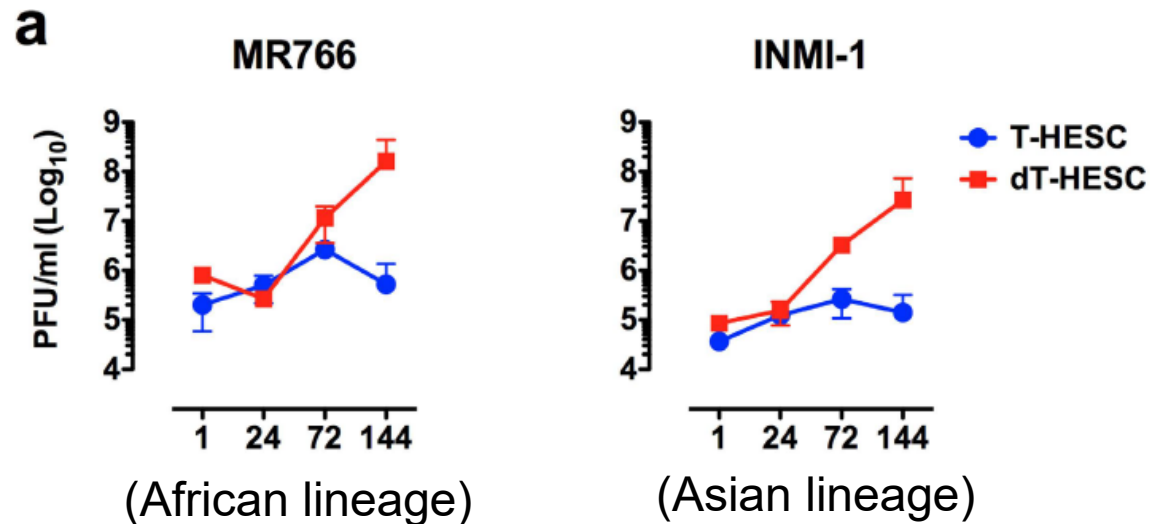 a
MR766
INMI-1
PFU/ml (Log10)
9
8
7
6
5
4
1 24 72 144
(African lineage)
9
8
7
6
5
4
1 24 72 144
(Asian lineage)
T-HESC
dT-HESC